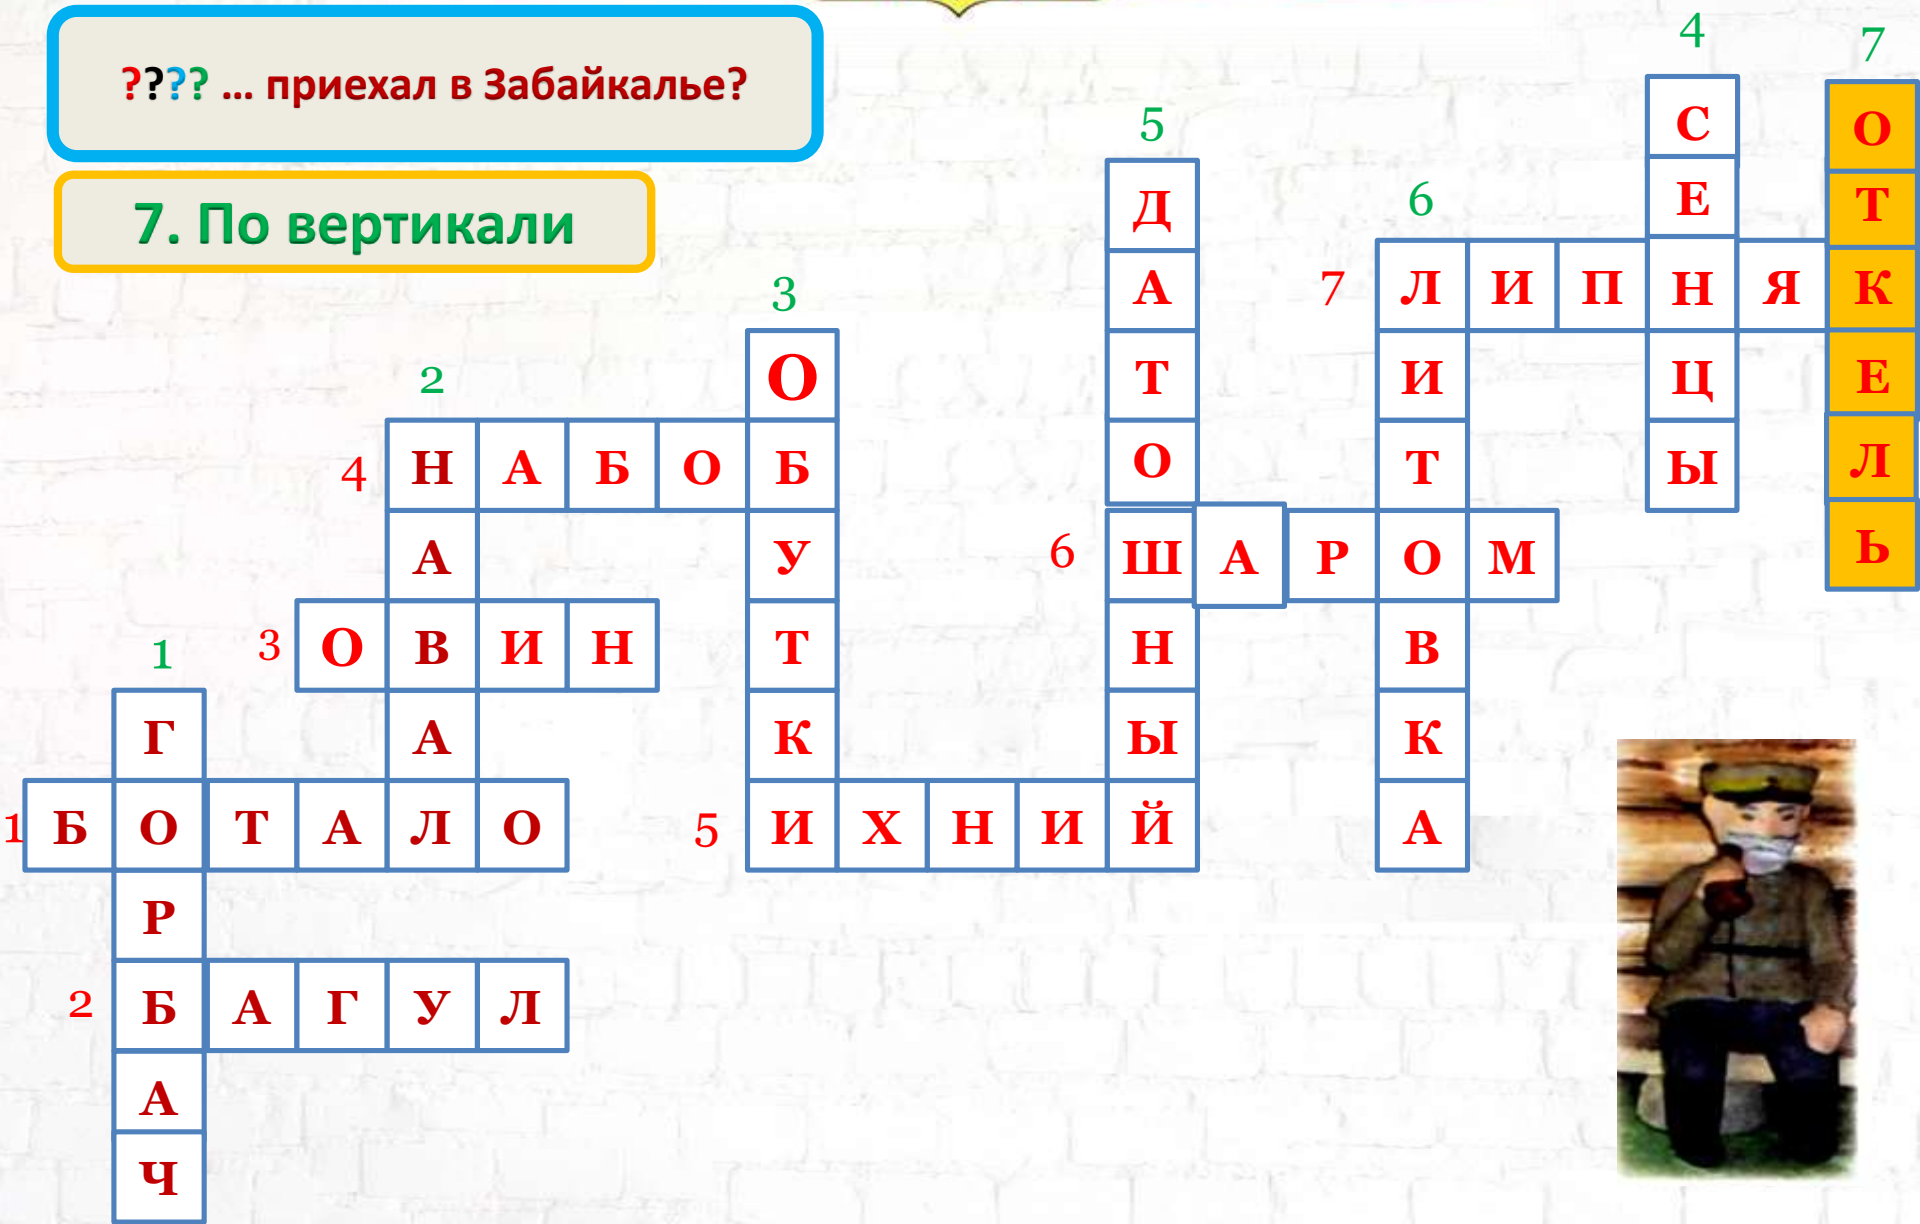 ???? ... приехал в Забайкалье?
7. По вертикали
4
7
5
6
3
2
1
С
Е
Н
Ц
Ы
О
Т
К
Е
Л
Ь
Д
А
Т
О
Ш
Н
Ы
Й
7 Л И П Н Я К
Л
И
Т
О
В
К
А
О
Б
У
Т
К
И
4 Н А Б О Б
Н
А
В
А
Л
6 Ш А Р О М
3 О В И Н
Г
О
Р
Б
А
Ч
1 Б О Т А Л О
5 И Х Н И Й
2 Б А Г У Л